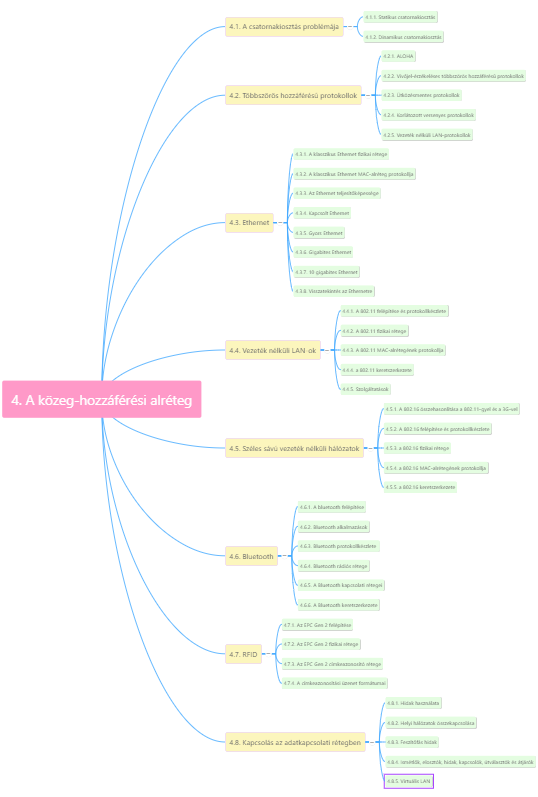 4. A közeg-hozzáférési alréteg
4.1. A csatornakiosztás problémája
4.1.1. Statikus csatornakiosztás
4.1.2. Dinamikus csatornakiosztás
4.2. Többszörös hozzáférésű protokollok
4.2.1. ALOHA
4.2.2. Vivőjel-érzékeléses többszörös hozzáférésű protokollok
4.2.3. Ütközésmentes protokollok
4.2.4. Korlátozott versenyes protokollok
4.2.5. Vezeték nélküli LAN-protokollok
4.3. Ethernet
4.3.1. A klasszikus Ethernet fizikai rétege
4.3.2. A klasszikus Ethernet MAC-alréteg protokollja
4.3.3. Az Ethernet teljesítőképessége
4.3.4. Kapcsolt Ethernet
4.3.5. Gyors Ethernet
4.3.6. Gigabites Ethernet
4.3.7. 10 gigabites Ethernet
4.3.8. Visszatekintés az Ethernetre
4.4. Vezeték nélküli LAN-ok
4.4.1. A 802.11 felépítése és protokollkészlete
4.4.2. A 802.11 fizikai rétege
4.4.3. A 802.11 MAC-alrétegének protokollja
4.4.4. a 802.11 keretszerkezete
4.4.5. Szolgáltatások
4.5. Széles sávú vezeték nélküli hálózatok
4.5.1. A 802.16 összehasonlítása a 802.11-gyel és a 3G-vel
4.5.2. A 802.16 felépítése és protokollkészlete
4.5.3. a 802.16 fizikai rétege
4.5.4. a 802.16 MAC-alrétegének protokollja
4.5.5. a 802.16 keretszerkezete
4.6. Bluetooth
4.6.1. A bluetooth felépítése
4.6.2. Bluetooth alkalmazások
4.6.3. Bluetooth protokollkészlete
4.6.4. Bluetooth rádiós rétege
4.6.5. A Bluetooth kapcsolati rétegei
4.6.6. A Bluetooth keretszerkezete
4.7. RFID
4.7.1. Az EPC Gen 2 felépítése
4.7.2. Az EPC Gen 2 fizikai rétege
4.7.3. Az EPC Gen 2 címkeazonosító rétege
4.7.4. A címkeazonosítási üzenet formátumai
4.8. Kapcsolás az adatkapcsolati rétegben
4.8.1. Hidak használata
4.8.2. Helyi hálózatok összekapcsolása
4.8.3. Feszítőfás hidak
4.8.4. Ismétlők, elosztók, hidak, kapcsolók, útválasztók és átjárók
4.8.5. Virtuális LAN